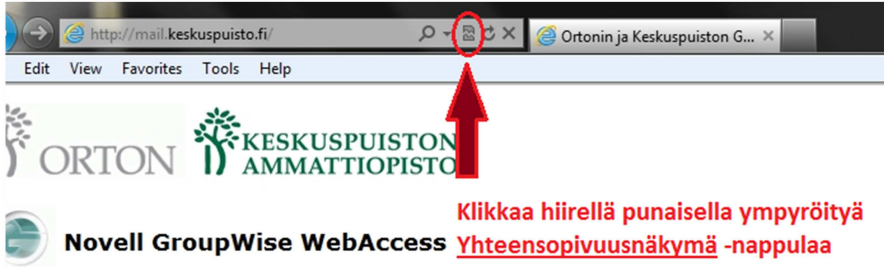 http://mail.keskuspuisto.fi/
Ortonin ja Keskuspuiston G...
Edit View Favorites Tools Help
ORTON
KESKUSPUISTON
AMMATTIOPISTO
Klikkaa hiirellä punaisella ympyröityä
Novell GroupWise WebAccess
Yhteensopivuusnäkymä -nappulaa